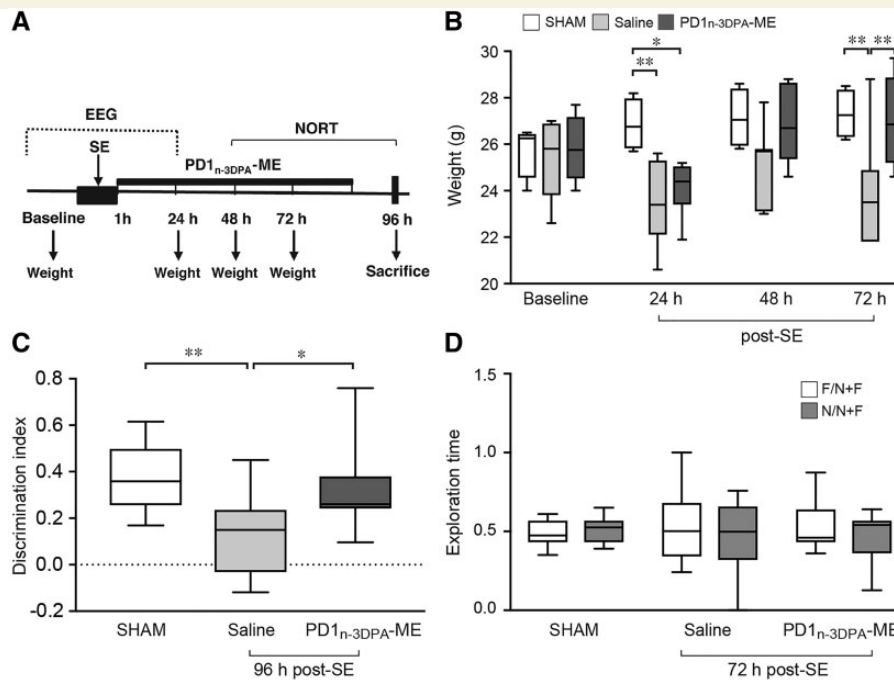 A
EEG
SE
NORT
PD1n-3DPA-ME
Baseline 1h 24 h 48 h 72 h 96 h
Weight Weight Weight Weight Sacrifice
B
SHAM Saline PD1n-3DPA-ME
** * ** **
Weight (g)
30
28
26
24
22
20
Baseline 24 h 48 h 72 h
post-SE
C
** *
Discrimination index
0.8
0.6
0.4
0.2
0.0
-0.2
SHAM Saline PD1n-3DPA-ME
96 h post-SE
D
F/N+F
N/N+F
Exploration time
1.5
1.0
0.5
0.0
SHAM Saline PD1n-3DPA-ME
72 h post-SE